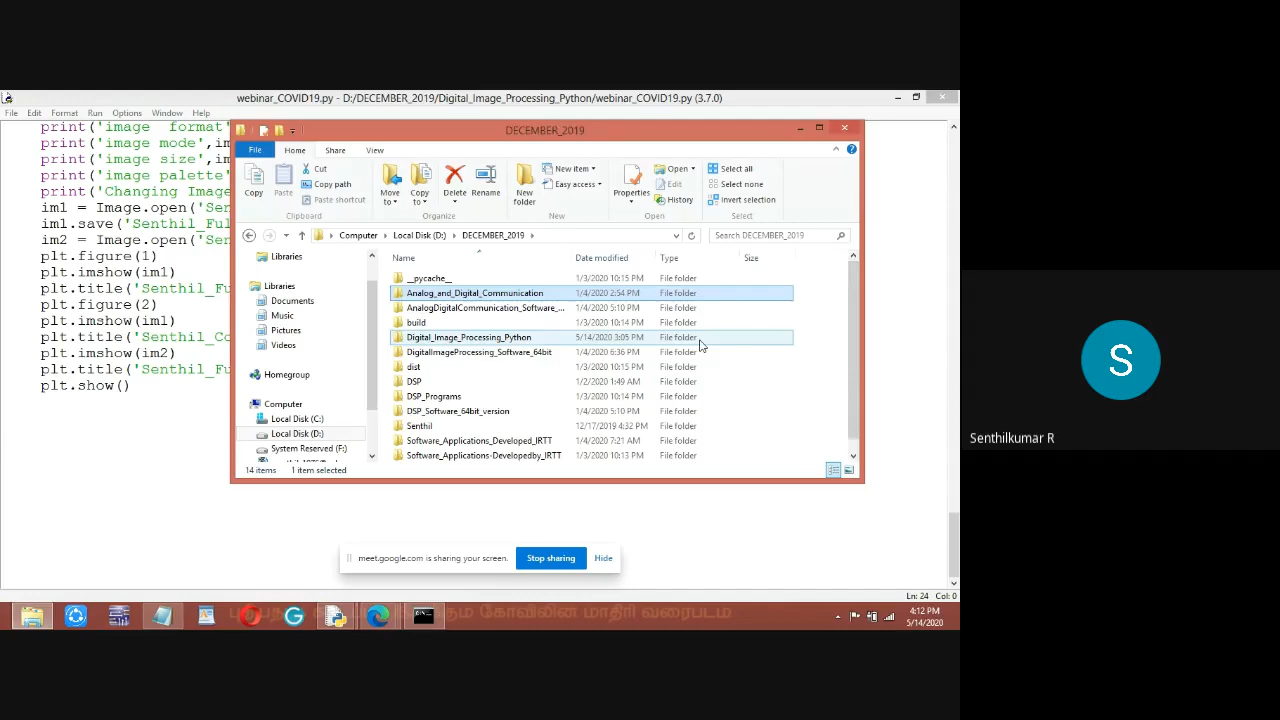 webinar_COVID19.py - D:/DECEMBER_2019/Digital_Image_Processing_Python/webinar_COVID19.py (3.7.0)
File Edit Format Run Options Window Help
print('image format'
print('image mode',im
print('image size',im
print('image palette'
print('Changing Image
im1 = Image.open('Sen
im1.save('Senthil_Ful
im2 = Image.open('Sen
plt.figure(1)
plt.imshow(im1)
plt.title('Senthil_Fu
plt.figure(2)
plt.imshow(im1)
plt.title('Senthil_Co
plt.imshow(im2)
plt.title('Senthil_Fu
plt.show()
DECEMBER_2019
File Home Share View
Copy
Paste
Cut
Copy path
Paste shortcut
Clipboard
Move to
Copy to
Delete
Rename
Organize
New folder
New item
Easy access
New
Properties
Open
Edit
History
Open
Select all
Select none
Invert selection
Select
Computer Local Disk (D:) DECEMBER_2019
Search DECEMBER_2019
Libraries
Libraries
Documents
Music
Pictures
Videos
Homegroup
Computer
Local Disk (C:)
Local Disk (D:)
System Reserved (F:)
Name Date modified Type Size
__pycache__ 1/3/2020 10:15 PM File folder
Analog_and_Digital_Communication 1/4/2020 2:54 PM File folder
AnalogDigitalCommunication_Software_... 1/4/2020 5:10 PM File folder
build 1/3/2020 10:14 PM File folder
Digital_Image_Processing_Python 5/14/2020 3:05 PM File folder
DigitalImageProcessing_Software_64bit 1/4/2020 6:36 PM File folder
dist 1/3/2020 10:15 PM File folder
DSP 1/2/2020 1:49 AM File folder
DSP_Programs 1/3/2020 10:14 PM File folder
DSP_Software_64bit_version 1/4/2020 5:10 PM File folder
Senthil 12/17/2019 4:32 PM File folder
Software_Applications_Developed_IRTT 1/4/2020 7:21 AM File folder
Software_Applications-Developedby_IRTT 1/3/2020 10:13 PM File folder
14 items 1 item selected
meet.google.com is sharing your screen. Stop sharing Hide
Ln: 24 Col: 0
கோவிலின் மாதிரி வரைபடம்
4:12 PM
5/14/2020
S
Senthilkumar R